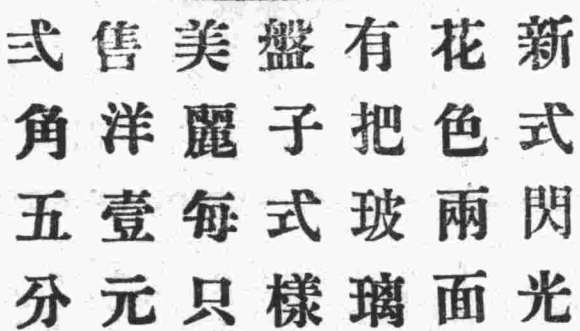 新式閃光
花色兩面
有把玻璃
盤子式樣
美麗每只
售洋壹元
弍角五分